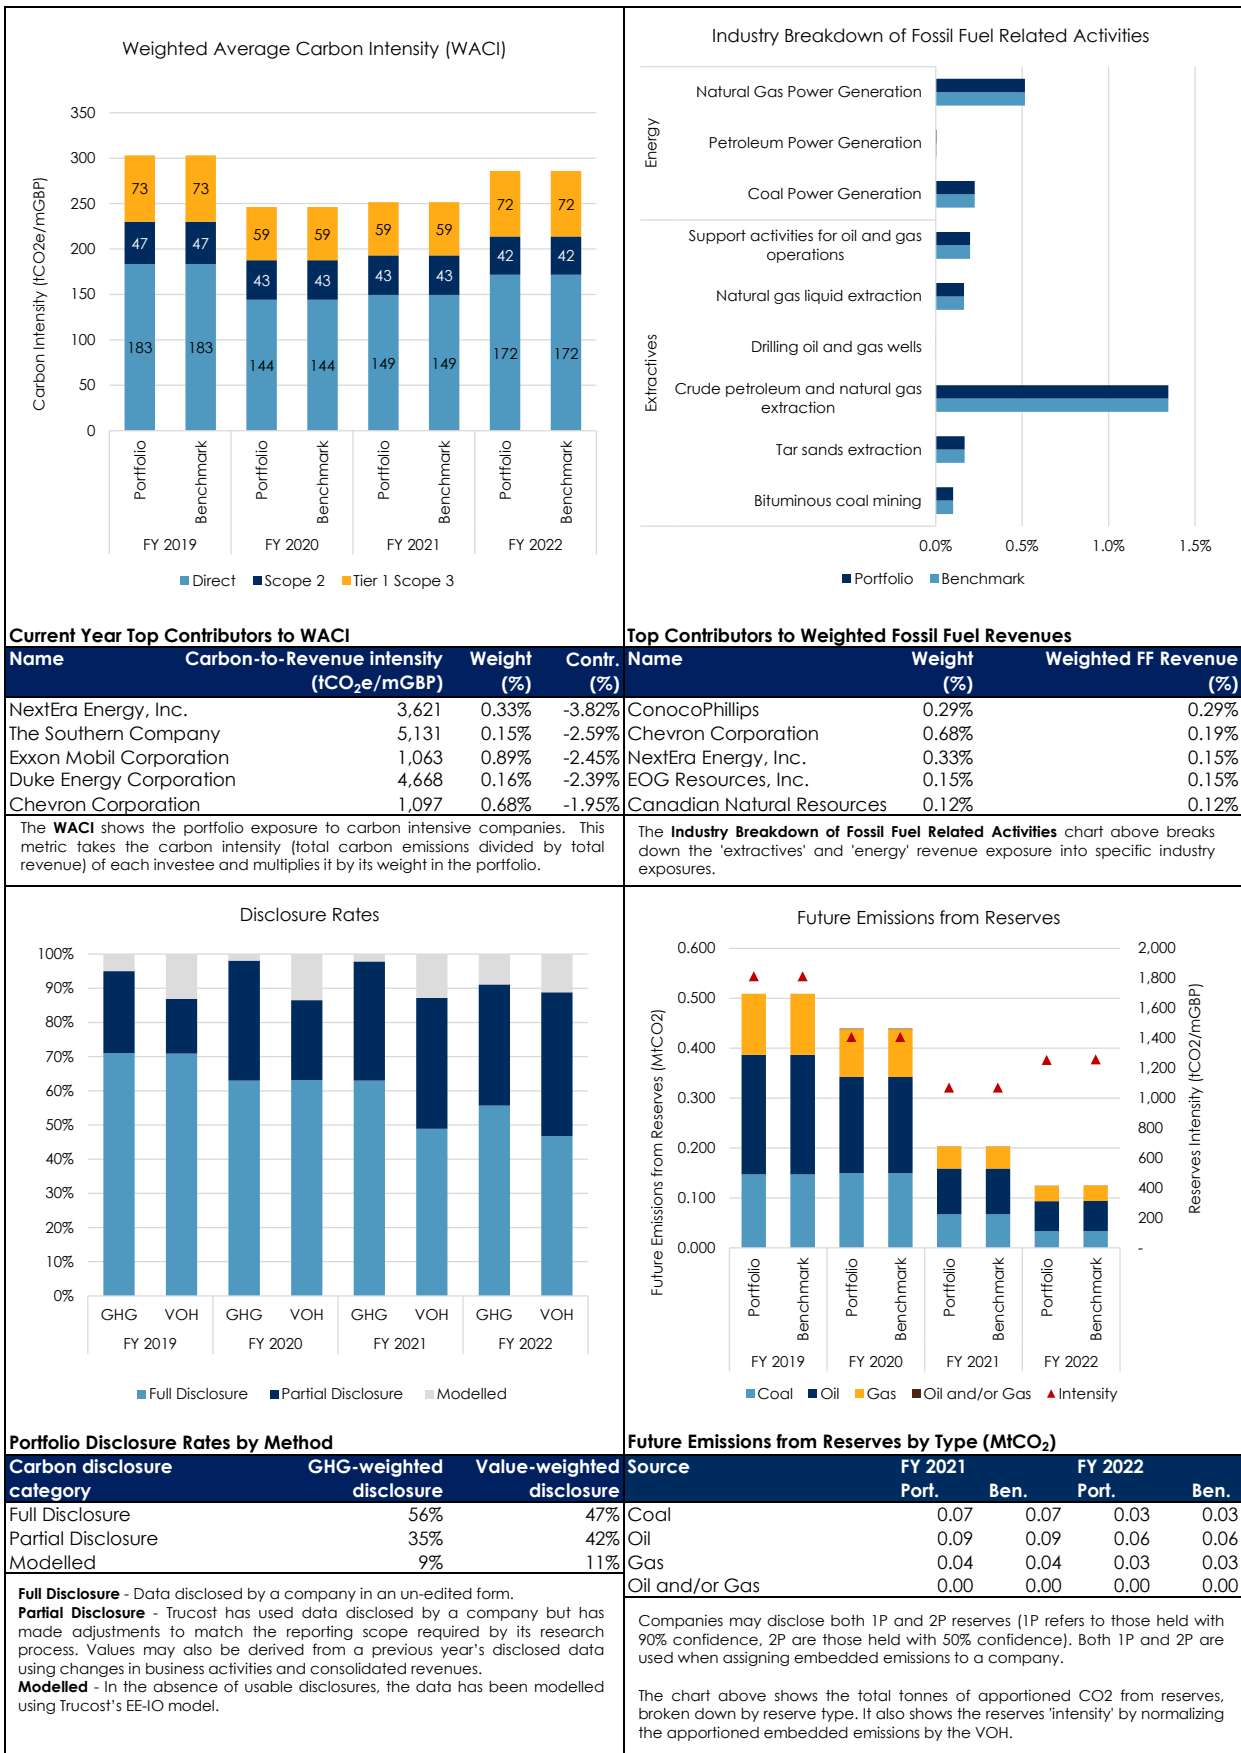 Weighted Average Carbon Intensity (WACI)
Carbon Intensity (tCO2e/mGBP)
350
300
250
200
150
100
50
0
73
73
47
47
183
183
59
59
43
43
144
144
59
59
43
43
149
149
72
72
42
42
172
172
Portfolio
Benchmark
Portfolio
Benchmark
Portfolio
Benchmark
Portfolio
Benchmark
FY 2019
FY 2020
FY 2021
FY 2022
Direct
Scope 2
Tier 1 Scope 3
Industry Breakdown of Fossil Fuel Related Activities
Energy
Natural Gas Power Generation
Petroleum Power Generation
Coal Power Generation
Extractives
Support activities for oil and gas
operations
Natural gas liquid extraction
Drilling oil and gas wells
Crude petroleum and natural gas
extraction
Tar sands extraction
Bituminous coal mining
0.0%
0.5%
1.0%
1.5%
Portfolio
Benchmark
Current Year Top Contributors to WACI
Name Carbon-to-Revenue intensity Weight Contr.
(tCO2e/mGBP) (%) (%)
NextEra Energy, Inc. 3,621 0.33% -3.82%
The Southern Company 5,131 0.15% -2.59%
Exxon Mobil Corporation 1,063 0.89% -2.45%
Duke Energy Corporation 4,668 0.16% -2.39%
Chevron Corporation 1,097 0.68% -1.95%
The WACI shows the portfolio exposure to carbon intensive companies. This
metric takes the carbon intensity (total carbon emissions divided by total
revenue) of each investee and multiplies it by its weight in the portfolio.
Top Contributors to Weighted Fossil Fuel Revenues
Name Weight Weighted FF Revenue
(%) (%)
ConocoPhillips 0.29% 0.29%
Chevron Corporation 0.68% 0.19%
NextEra Energy, Inc. 0.33% 0.15%
EOG Resources, Inc. 0.15% 0.15%
Canadian Natural Resources 0.12% 0.12%
The Industry Breakdown of Fossil Fuel Related Activities chart above breaks
down the 'extractives' and 'energy' revenue exposure into specific industry
exposures.
Disclosure Rates
100%
90%
80%
70%
60%
50%
40%
30%
20%
10%
0%
GHG VOH GHG VOH GHG VOH GHG VOH
FY 2019 FY 2020 FY 2021 FY 2022
Full Disclosure
Partial Disclosure
Modelled
Future Emissions from Reserves
Future Emissions from Reserves (MtCO2)
0.600
0.500
0.400
0.300
0.200
0.100
0.000
2,000
1,800
1,600
1,400
1,200
1,000
800
600
400
200
-
Reserves Intensity (tCO2/mGBP)
Portfolio
Benchmark
Portfolio
Benchmark
Portfolio
Benchmark
Portfolio
Benchmark
FY 2019
FY 2020
FY 2021
FY 2022
Coal
Oil
Gas
Oil and/or Gas
Intensity
Portfolio Disclosure Rates by Method
Carbon disclosure GHG-weighted Value-weighted
category disclosure disclosure
Full Disclosure 56% 47%
Partial Disclosure 35% 42%
Modelled 9% 11%
Full Disclosure - Data disclosed by a company in an un-edited form.
Partial Disclosure - Trucost has used data disclosed by a company but has
made adjustments to match the reporting scope required by its research
process. Values may also be derived from a previous year's disclosed data
using changes in business activities and consolidated revenues.
Modelled - In the absence of usable disclosures, the data has been modelled
using Trucost's EE-IO model.
Future Emissions from Reserves by Type (MtCO2)
Source FY 2021 FY 2022
Port. Ben. Port. Ben.
Coal 0.07 0.07 0.03 0.03
Oil 0.09 0.09 0.06 0.06
Gas 0.04 0.04 0.03 0.03
Oil and/or Gas 0.00 0.00 0.00 0.00
Companies may disclose both 1P and 2P reserves (1P refers to those held with
90% confidence, 2P are those held with 50% confidence). Both 1P and 2P are
used when assigning embedded emissions to a company.
The chart above shows the total tonnes of apportioned CO2 from reserves,
broken down by reserve type. It also shows the reserves 'intensity' by normalizing
the apportioned embedded emissions by the VOH.